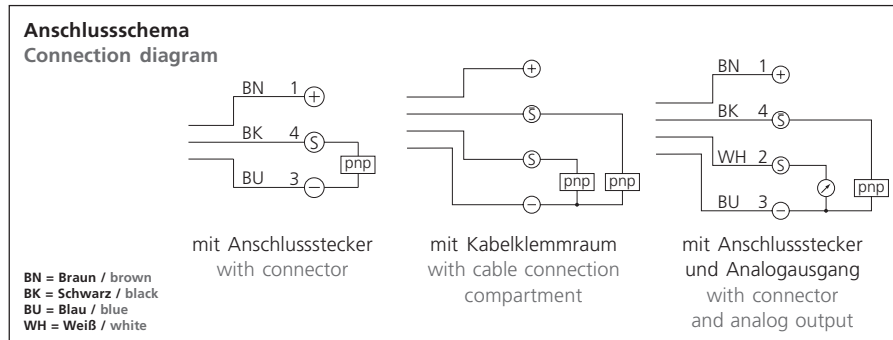 Anschlussschema
Connection diagram
BN 1 +
BK 4 S
pnp
BU 3 −
mit Anschlussstecker
with connector
+
S̄
S
pnp pnp
−
mit Kabelklemmraum
with cable connection
compartment
BN 1 +
BK 4 S̄
WH 2 S
pnp
BU 3 −
mit Anschlussstecker
und Analogausgang
with connector
and analog output
BN = Braun / brown
BK = Schwarz / black
BU = Blau / blue
WH = Weiß / white